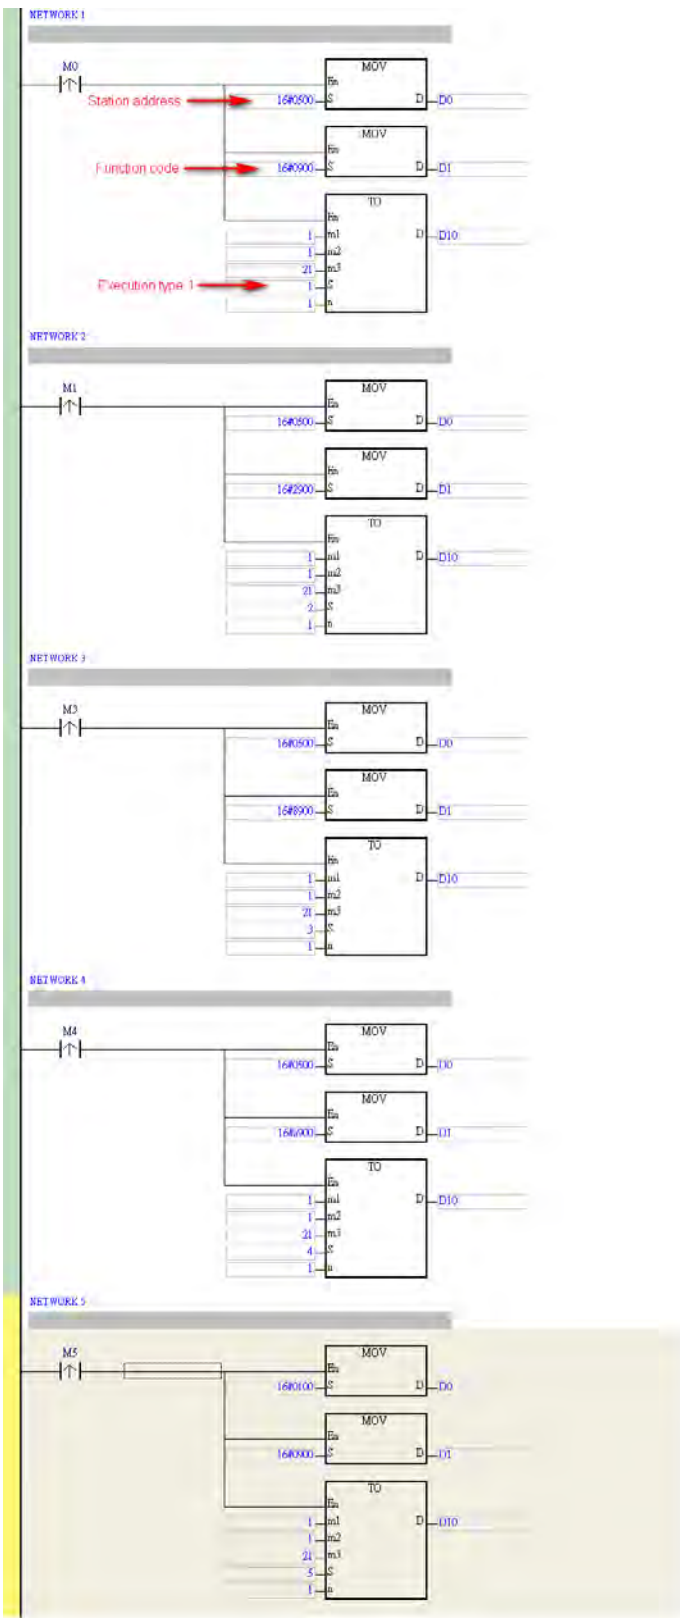 NETWORK 1
M0
MOV
En
Station address
16#0500 S D D0
MOV
En
Function code
16#0900 S D D1
TO
En
1 m1 D D10
1 m2
21 m3
Execution type 1
1 S
1 n
NETWORK 2
M1
MOV
En
16#0500 S D D0
MOV
En
16#2900 S D D1
TO
En
1 m1 D D10
1 m2
21 m3
2 S
1 n
NETWORK 3
M3
MOV
En
16#0500 S D D0
MOV
En
16#8900 S D D1
TO
En
1 m1 D D10
1 m2
21 m3
3 S
1 n
NETWORK 4
M4
MOV
En
16#0500 S D D0
MOV
En
S D D1
TO
En
1 m1 D D10
1 m2
21 m3
4 S
1 n
NETWORK 5
M5
MOV
En
16#0100 S D D0
MOV
En
16#0900 S D D1
TO
En
1 m1 D D10
1 m2
21 m3
5 S
1 n